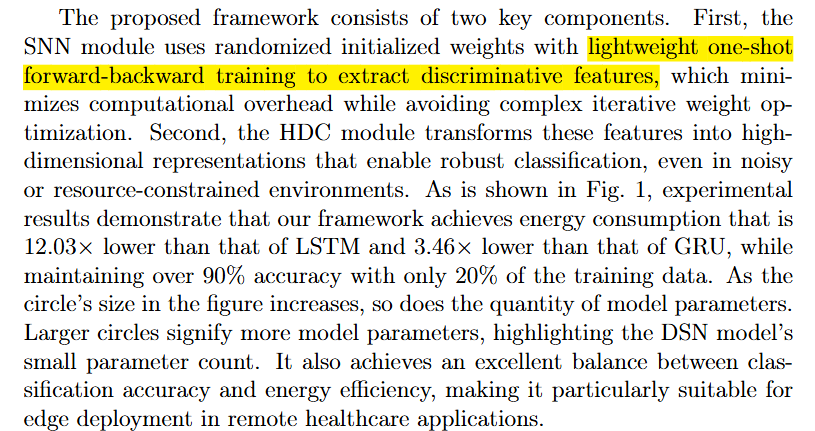 The proposed framework consists of two key components. First, the
SNN module uses randomized initialized weights with lightweight one-shot
forward-backward training to extract discriminative features, which mini-
mizes computational overhead while avoiding complex iterative weight op-
timization. Second, the HDC module transforms these features into high-
dimensional representations that enable robust classification, even in noisy
or resource-constrained environments. As is shown in Fig. 1, experimental
results demonstrate that our framework achieves energy consumption that is
12.03× lower than that of LSTM and 3.46× lower than that of GRU, while
maintaining over 90% accuracy with only 20% of the training data. As the
circle's size in the figure increases, so does the quantity of model parameters.
Larger circles signify more model parameters, highlighting the DSN model's
small parameter count. It also achieves an excellent balance between clas-
sification accuracy and energy efficiency, making it particularly suitable for
edge deployment in remote healthcare applications.